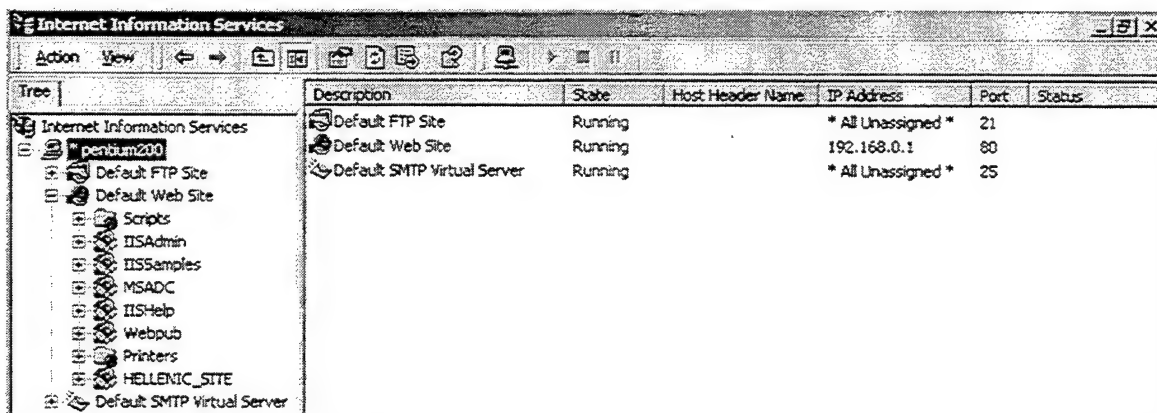 Internet Information Services
Action View
Tree
Internet Information Services
* pentium200
Default FTP Site
Default Web Site
Scripts
IISAdmin
IISSamples
MSADC
IISHelp
Webpub
Printers
HELLENIC_SITE
Default SMTP Virtual Server
Description State Host Header Name IP Address Port Status
Default FTP Site Running * All Unassigned * 21
Default Web Site Running 192.168.0.1 80
Default SMTP Virtual Server Running * All Unassigned * 25